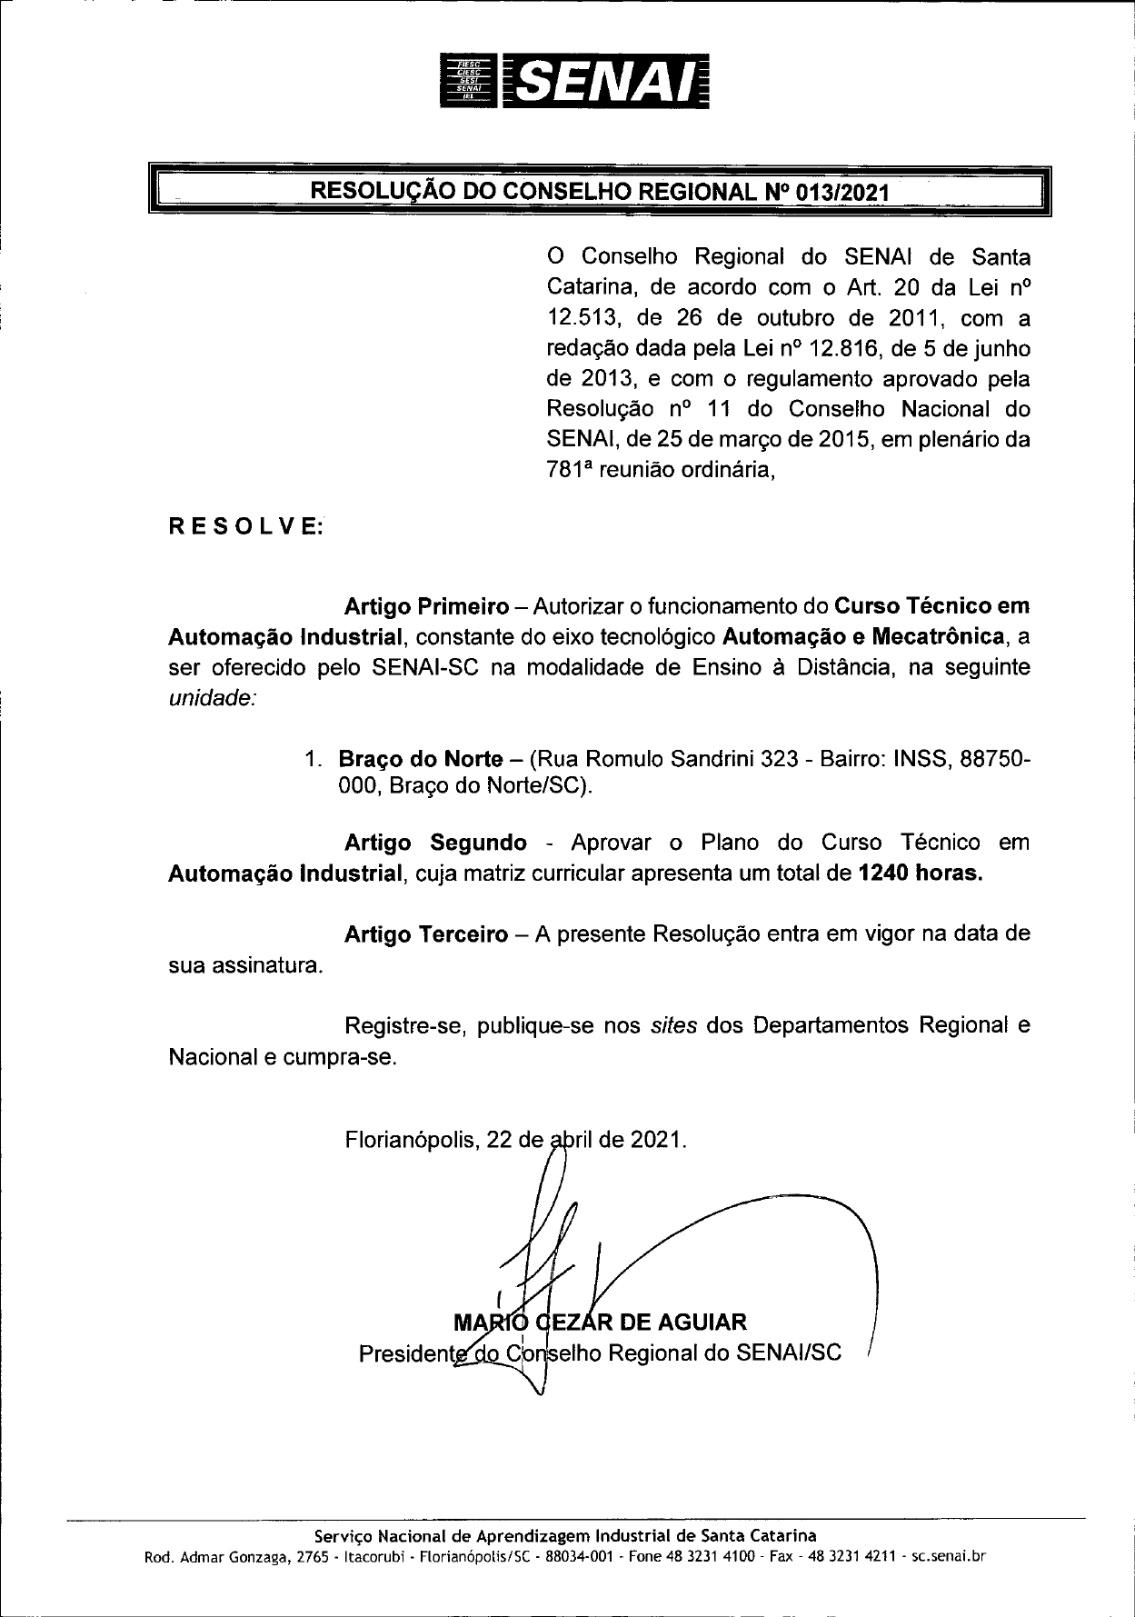 FIESC
CIESC
SESI
SENAI
IEL
SENAI
RESOLUÇÃO DO CONSELHO REGIONAL Nº 013/2021
O Conselho Regional do SENAI de Santa
Catarina, de acordo com o Art. 20 da Lei nº
12.513, de 26 de outubro de 2011, com a
redação dada pela Lei nº 12.816, de 5 de junho
de 2013, e com o regulamento aprovado pela
Resolução nº 11 do Conselho Nacional do
SENAI, de 25 de março de 2015, em plenário da
781ª reunião ordinária,
R E S O L V E:
Artigo Primeiro – Autorizar o funcionamento do Curso Técnico em
Automação Industrial, constante do eixo tecnológico Automação e Mecatrônica, a
ser oferecido pelo SENAI-SC na modalidade de Ensino à Distância, na seguinte
unidade:
1. Braço do Norte – (Rua Romulo Sandrini 323 - Bairro: INSS, 88750-
000, Braço do Norte/SC).
Artigo Segundo - Aprovar o Plano do Curso Técnico em
Automação Industrial, cuja matriz curricular apresenta um total de 1240 horas.
Artigo Terceiro – A presente Resolução entra em vigor na data de
sua assinatura.
Registre-se, publique-se nos sites dos Departamentos Regional e
Nacional e cumpra-se.
Florianópolis, 22 de abril de 2021.
MARIO CEZAR DE AGUIAR
Presidente do Conselho Regional do SENAI/SC
Serviço Nacional de Aprendizagem Industrial de Santa Catarina
Rod. Admar Gonzaga, 2765 - Itacorubi - Florianópolis/SC - 88034-001 - Fone 48 3231 4100 - Fax - 48 3231 4211 - sc.senai.br